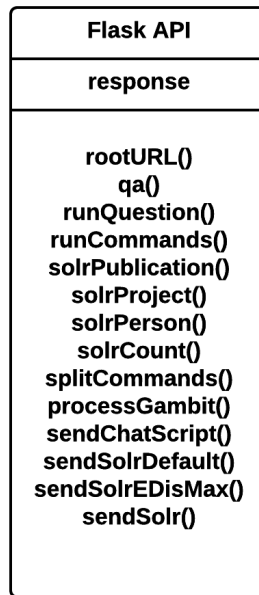 Flask API
response
rootURL()
qa()
runQuestion()
runCommands()
solrPublication()
solrProject()
solrPerson()
solrCount()
splitCommands()
processGambit()
sendChatScript()
sendSolrDefault()
sendSolrEDisMax()
sendSolr()